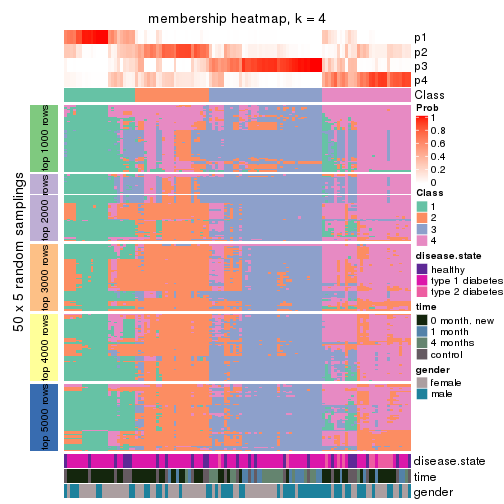 membership heatmap, k = 4
p1
p2
p3
p4
Class
50 x 5 random samplings
top 1000 rows
top 2000 rows
top 3000 rows
top 4000 rows
top 5000 rows
disease.state
time
gender
Prob
1
0.8
0.6
0.4
0.2
0
Class
1
2
3
4
disease.state
healthy
type 1 diabetes
type 2 diabetes
time
0 month. new
1 month
4 months
control
gender
female
male